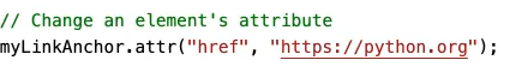 // Change an element's attribute
myLinkAnchor.attr("href", "https://python.org");